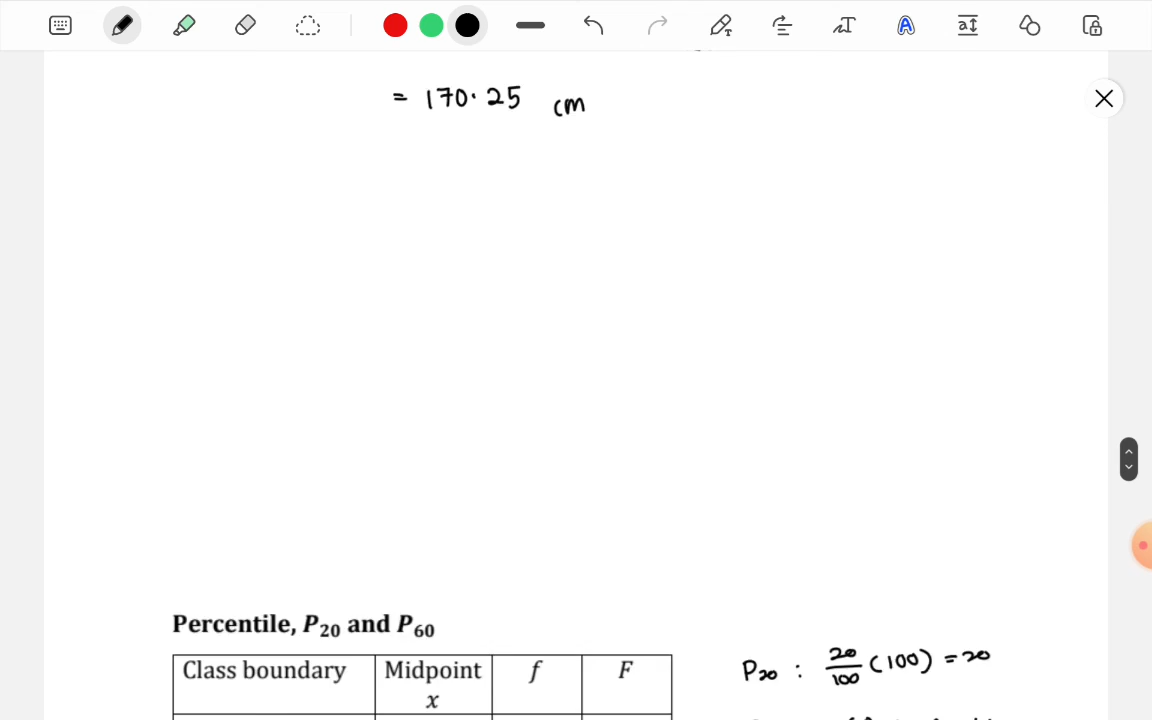 = 170.25 cm
Percentile, P₂₀ and P₆₀
Class boundary Midpoint x f F
P₂₀ : 20/100 (100) = 20